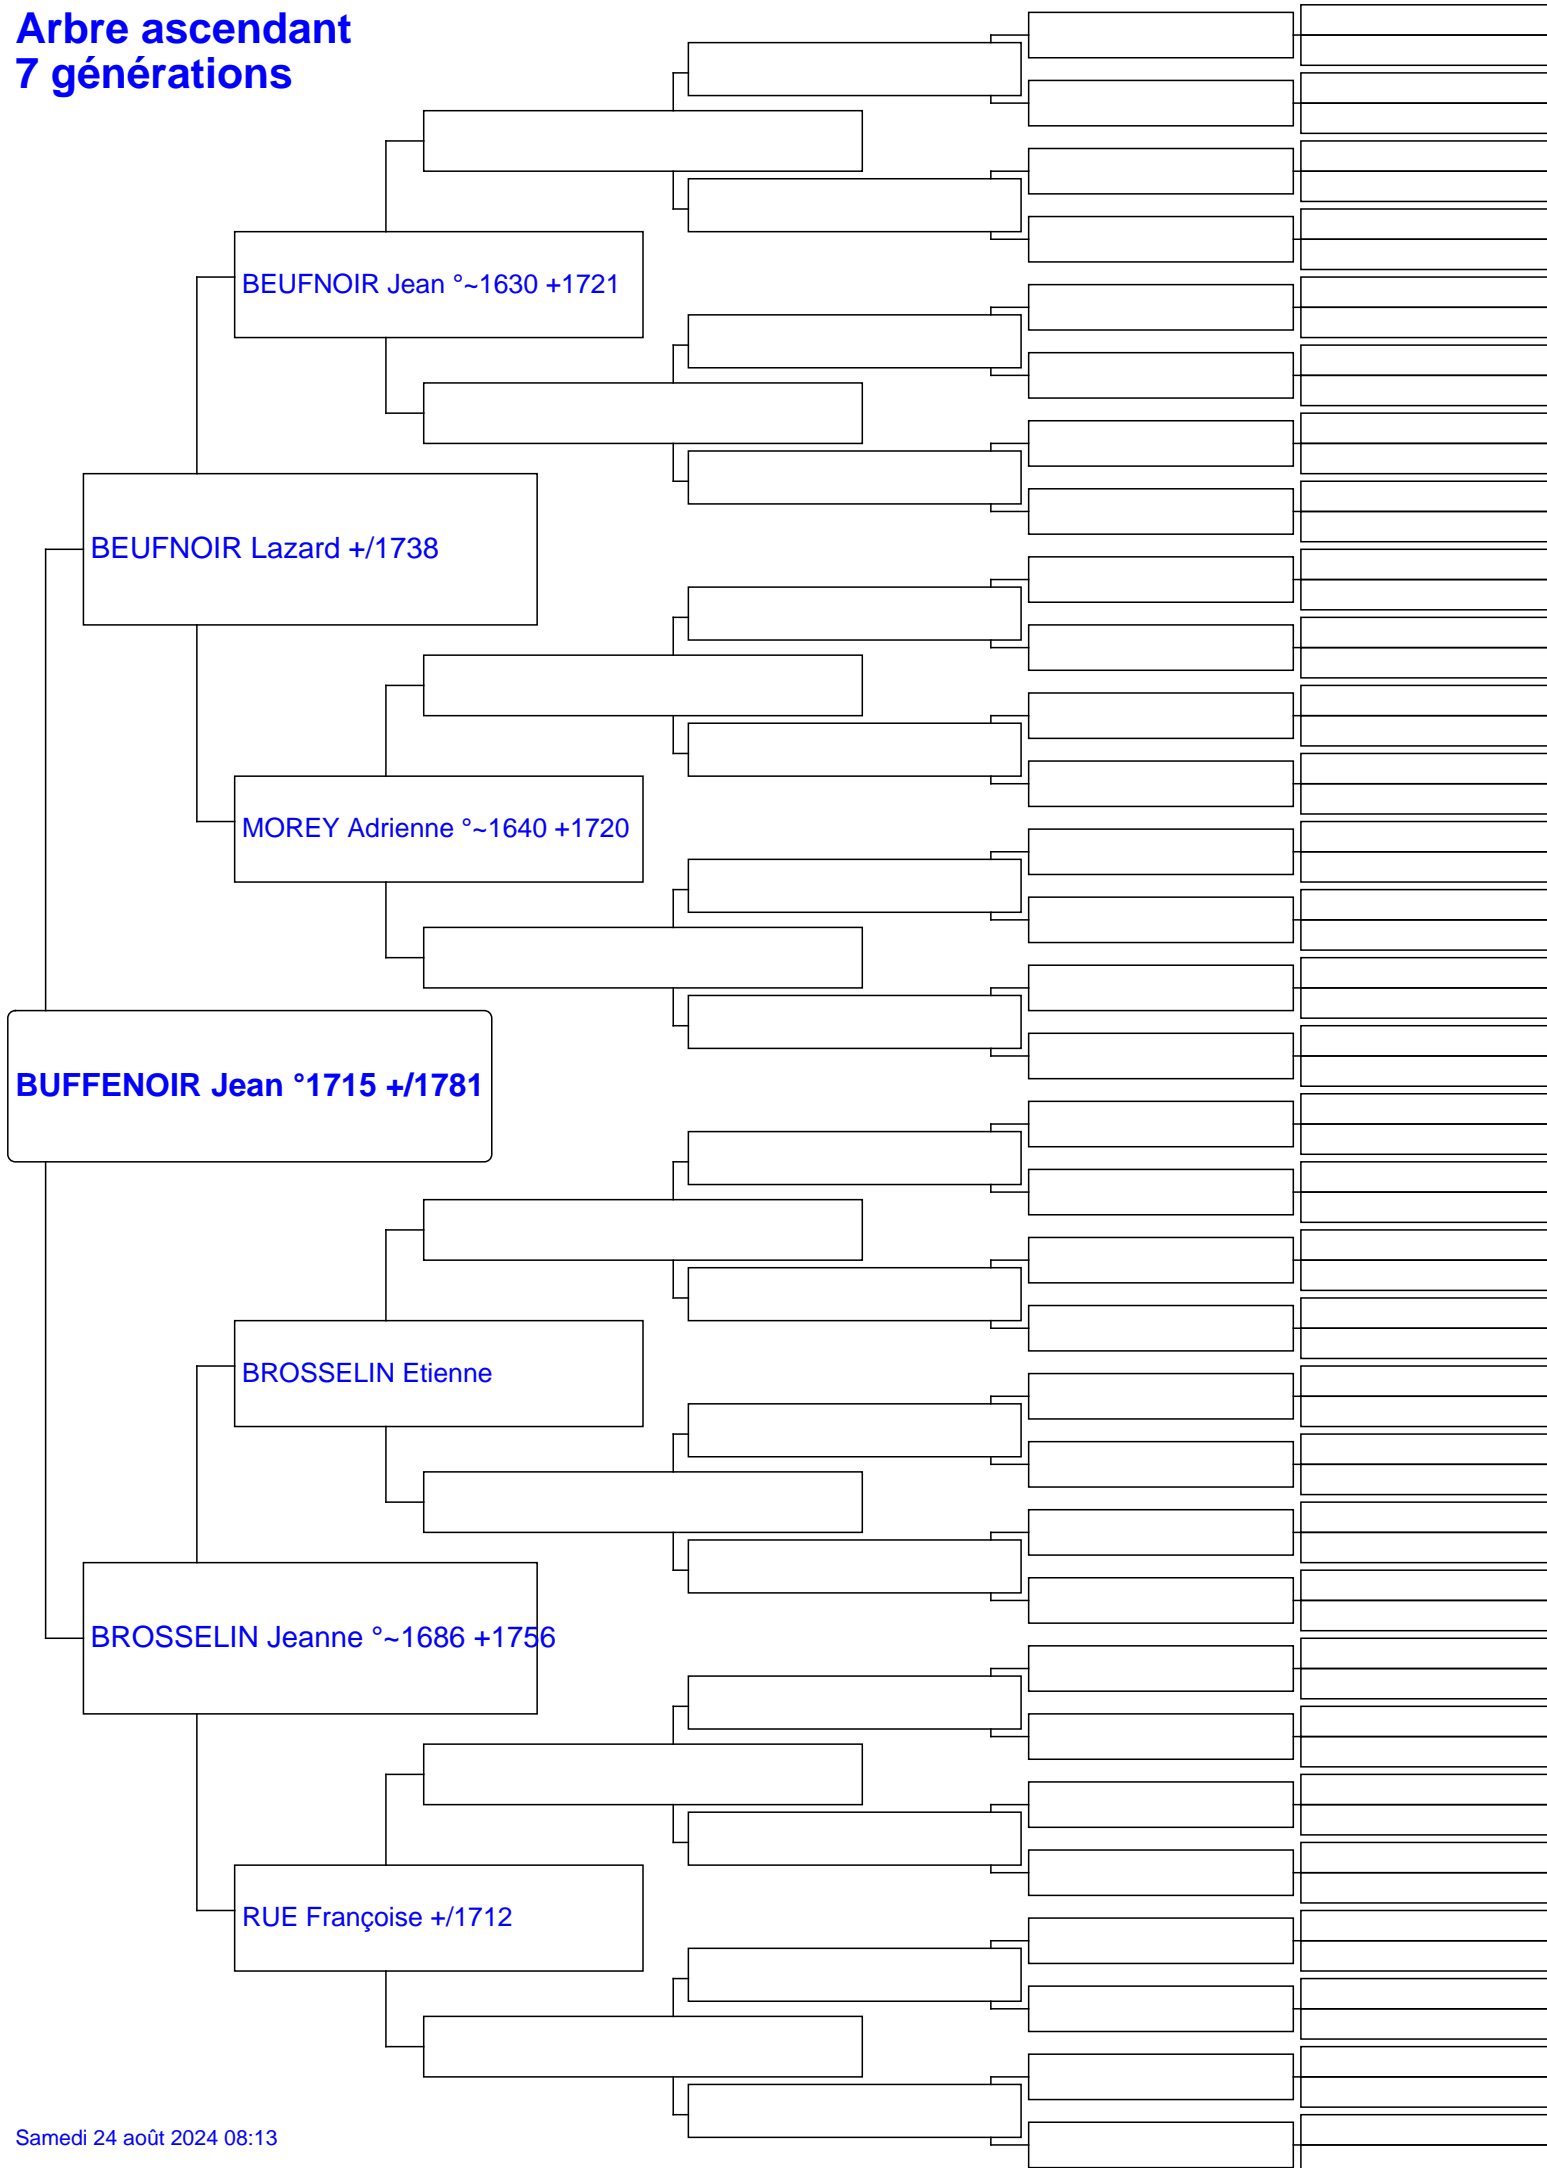 Arbre ascendant
7 générations
BEUFNOIR Jean °~1630 +1721
BEUFNOIR Lazard +/1738
MOREY Adrienne °~1640 +1720
BUFFENOIR Jean °1715 +/1781
BROSSELIN Etienne
BROSSELIN Jeanne °~1686 +1756
RUE Françoise +/1712
Samedi 24 août 2024 08:13